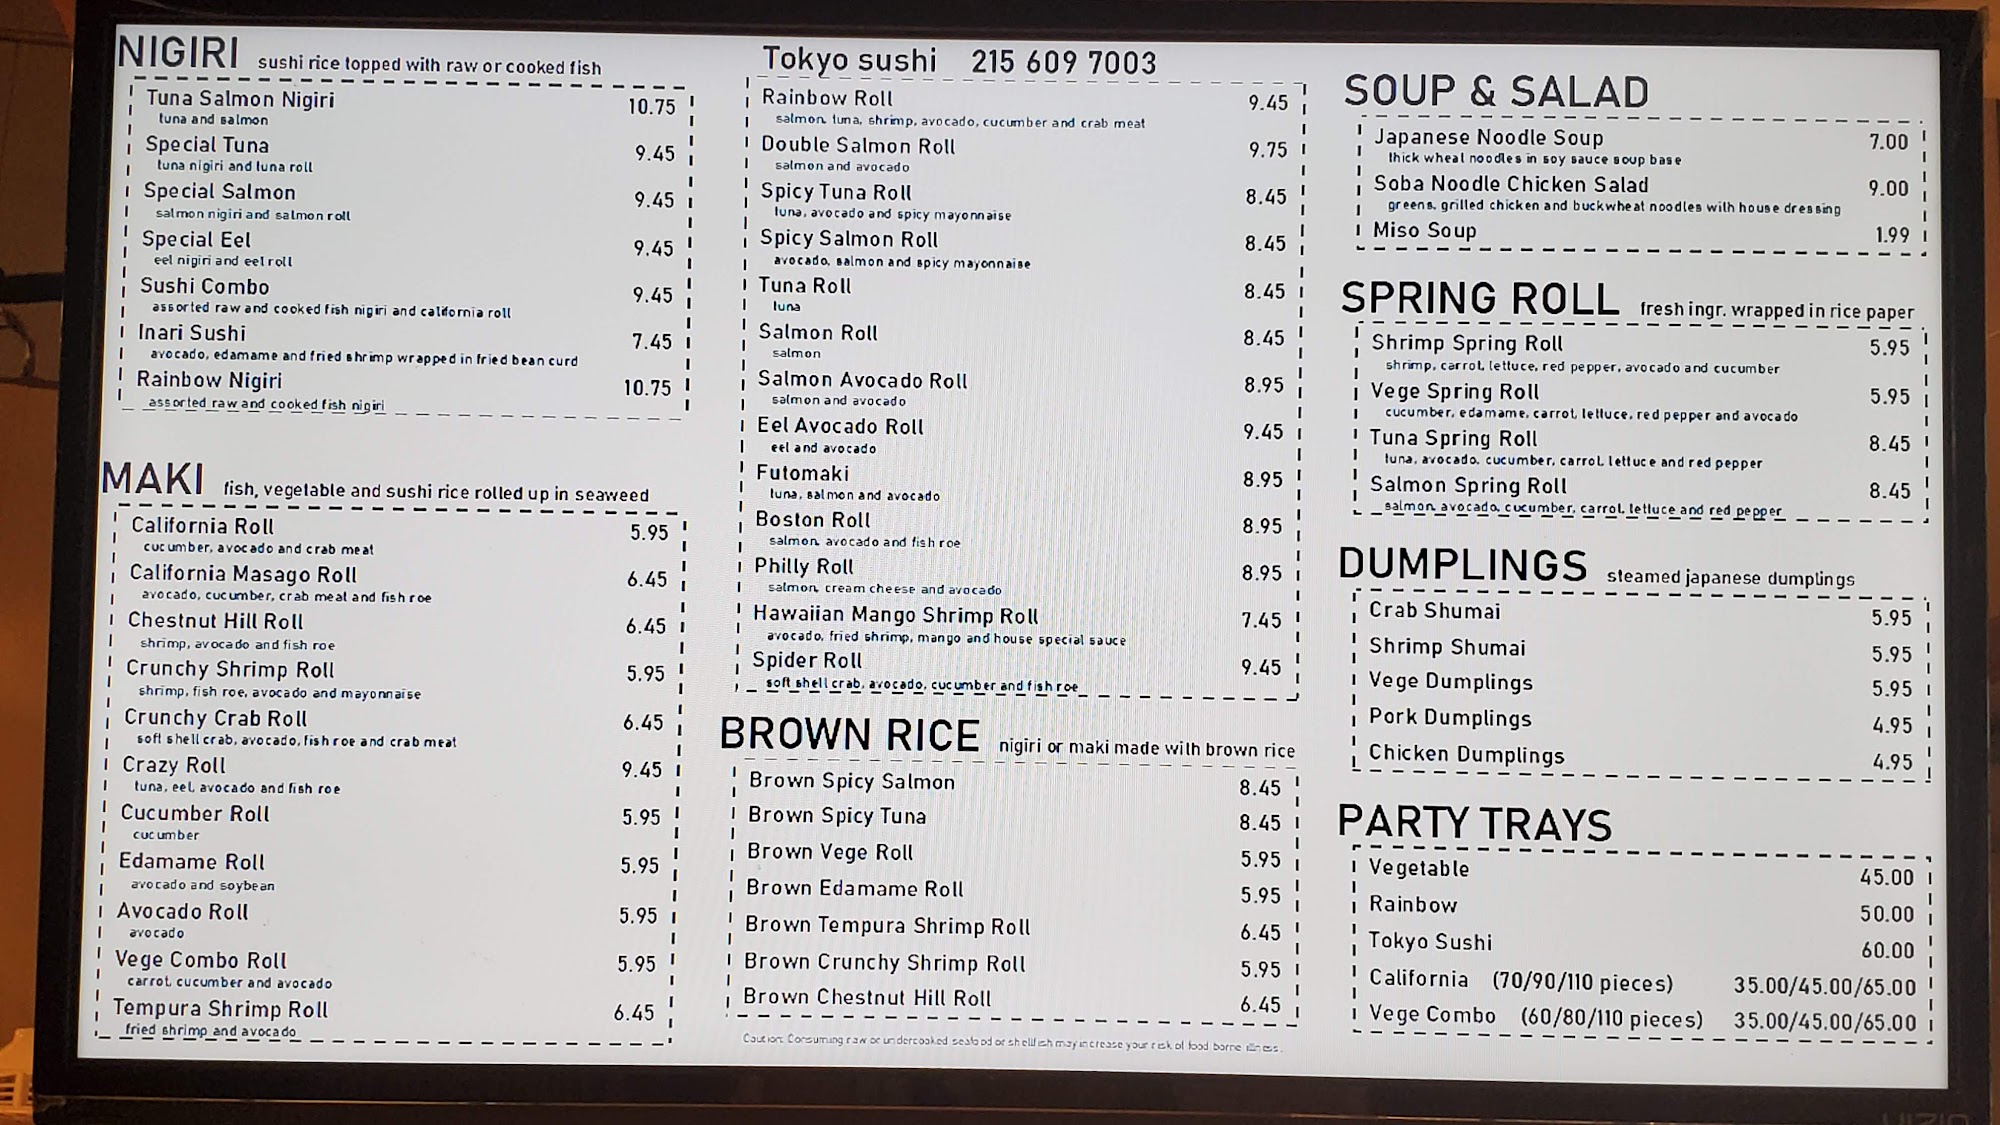 NIGIRI sushi rice topped with raw or cooked fish
Tuna Salmon Nigiri 10.75
tuna and salmon
Special Tuna 9.45
tuna nigiri and tuna roll
Special Salmon 9.45
salmon nigiri and salmon roll
Special Eel 9.45
eel nigiri and eel roll
Sushi Combo 9.45
assorted raw and cooked fish nigiri and california roll
Inari Sushi 7.45
avocado, edamame and fried shrimp wrapped in fried bean curd
Rainbow Nigiri 10.75
assorted raw and cooked fish nigiri
MAKI fish, vegetable and sushi rice rolled up in seaweed
California Roll 5.95
cucumber, avocado and crab meat
California Masago Roll 6.45
avocado, cucumber, crab meat and fish roe
Chestnut Hill Roll 6.45
shrimp, avocado and fish roe
Crunchy Shrimp Roll 5.95
shrimp, fish roe, avocado and mayonnaise
Crunchy Crab Roll 6.45
soft shell crab, avocado, fish roe and crab meat
Crazy Roll 9.45
tuna, eel, avocado and fish roe
Cucumber Roll 5.95
cucumber
Edamame Roll 5.95
avocado and soybean
Avocado Roll 5.95
avocado
Vege Combo Roll 5.95
carrot, cucumber and avocado
Tempura Shrimp Roll 6.45
fried shrimp and avocado
Tokyo sushi 215 609 7003
Rainbow Roll 9.45
salmon, tuna, shrimp, avocado, cucumber and crab meat
Double Salmon Roll 9.75
salmon and avocado
Spicy Tuna Roll 8.45
tuna, avocado and spicy mayonnaise
Spicy Salmon Roll 8.45
avocado, salmon and spicy mayonnaise
Tuna Roll 8.45
tuna
Salmon Roll 8.45
salmon
Salmon Avocado Roll 8.95
salmon and avocado
Eel Avocado Roll 9.45
eel and avocado
Futomaki 8.95
tuna, salmon and avocado
Boston Roll 8.95
salmon, avocado and fish roe
Philly Roll 8.95
salmon, cream cheese and avocado
Hawaiian Mango Shrimp Roll 7.45
avocado, fried shrimp, mango and house special sauce
Spider Roll 9.45
soft shell crab, avocado, cucumber and fish roe
BROWN RICE nigiri or maki made with brown rice
Brown Spicy Salmon 8.45
Brown Spicy Tuna 8.45
Brown Vege Roll 5.95
Brown Edamame Roll 5.95
Brown Tempura Shrimp Roll 6.45
Brown Crunchy Shrimp Roll 5.95
Brown Chestnut Hill Roll 6.45
Caution: Consuming raw or undercooked seafood or shellfish may increase your risk of food borne illness.
SOUP & SALAD
Japanese Noodle Soup 7.00
thick wheat noodles in soy sauce soup base
Soba Noodle Chicken Salad 9.00
greens, grilled chicken and buckwheat noodles with house dressing
Miso Soup 1.99
SPRING ROLL fresh ingr. wrapped in rice paper
Shrimp Spring Roll 5.95
shrimp, carrot, lettuce, red pepper, avocado and cucumber
Vege Spring Roll 5.95
cucumber, edamame, carrot, lettuce, red pepper and avocado
Tuna Spring Roll 8.45
tuna, avocado, cucumber, carrot, lettuce and red pepper
Salmon Spring Roll 8.45
salmon, avocado, cucumber, carrot, lettuce and red pepper
DUMPLINGS steamed japanese dumptings
Crab Shumai 5.95
Shrimp Shumai 5.95
Vege Dumplings 5.95
Pork Dumplings 4.95
Chicken Dumplings 4.95
PARTY TRAYS
Vegetable 45.00
Rainbow 50.00
Tokyo Sushi 60.00
California (70/90/110 pieces) 35.00/45.00/65.00
Vege Combo (60/80/110 pieces) 35.00/45.00/65.00
VIZIO